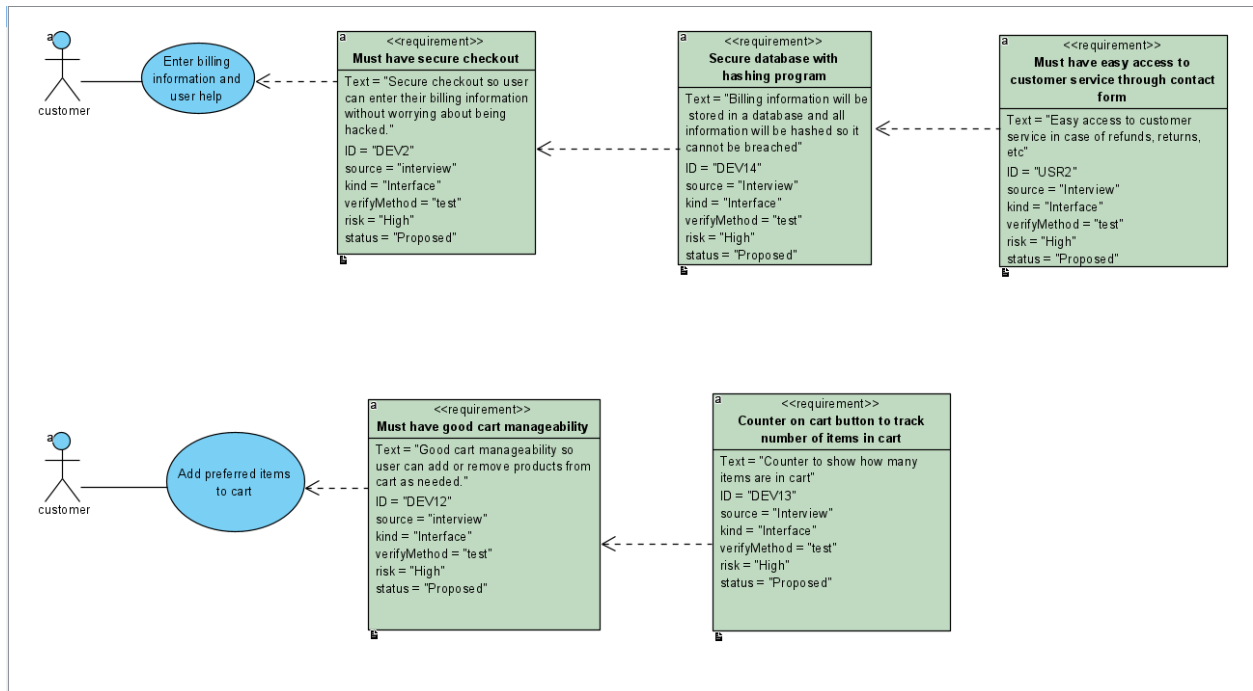 a
customer
Enter billing
information and
user help
a
<<requirement>>
Must have secure checkout
Text = "Secure checkout so user
can enter their billing information
without worrying about being
hacked."
ID = "DEV2"
source = "interview"
kind = "Interface"
verifyMethod = "test"
risk = "High"
status = "Proposed"
a
<<requirement>>
Secure database with
hashing program
Text = "Billing information will be
stored in a database and all
information will be hashed so it
cannot be breached"
ID = "DEV14"
source = "Interview"
kind = "Interface"
verifyMethod = "test"
risk = "High"
status = "Proposed"
a
<<requirement>>
Must have easy access to
customer service through contact
form
Text = "Easy access to customer
service in case of refunds, returns,
etc"
ID = "USR2"
source = "Interview"
kind = "Interface"
verifyMethod = "test"
risk = "High"
status = "Proposed"
a
customer
Add preferred items
to cart
a
<<requirement>>
Must have good cart manageability
Text = "Good cart manageability so
user can add or remove products from
cart as needed."
ID = "DEV12"
source = "interview"
kind = "Interface"
verifyMethod = "test"
risk = "High"
status = "Proposed"
a
<<requirement>>
Counter on cart button to track
number of items in cart
Text = "Counter to show how many
items are in cart"
ID = "DEV13"
source = "Interview"
kind = "Interface"
verifyMethod = "test"
risk = "High"
status = "Proposed"